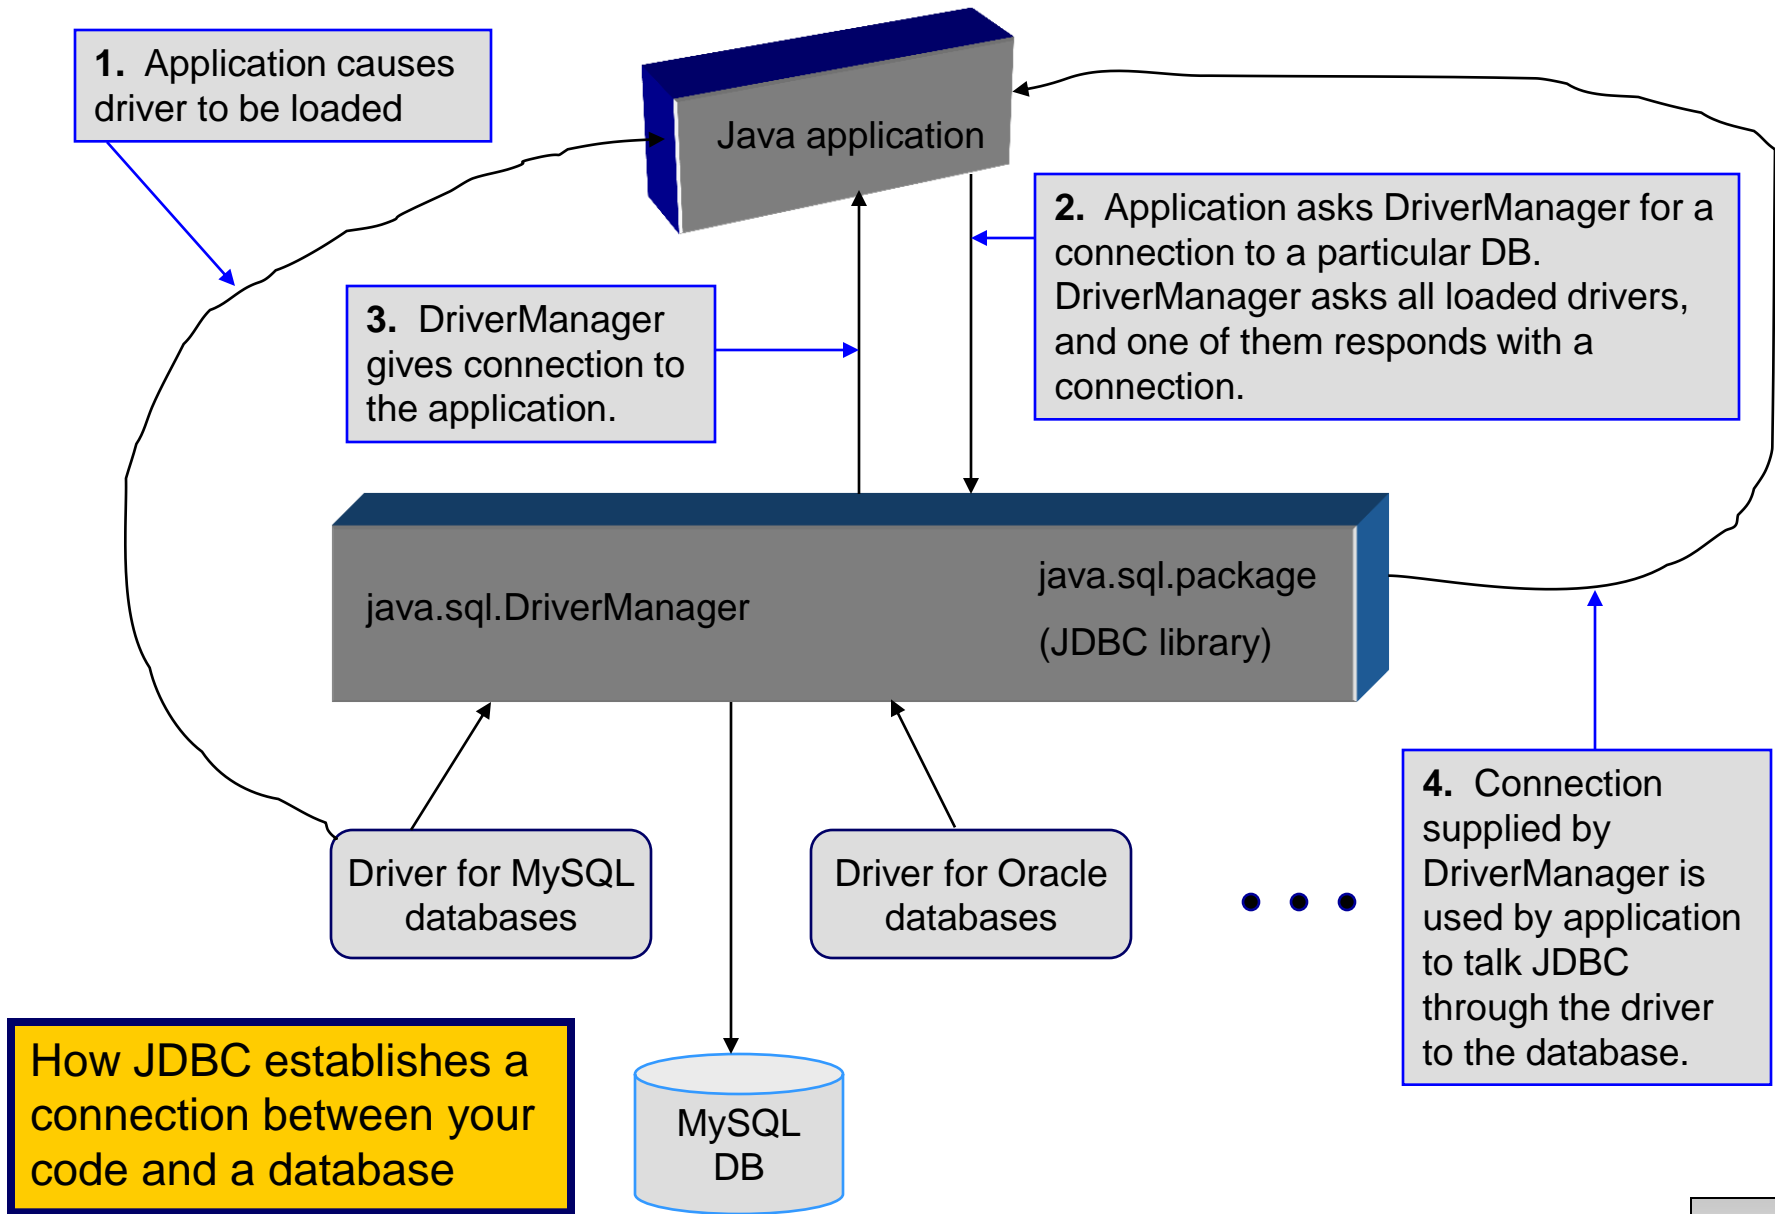 1. Application causes
driver to be loaded
Java application
2. Application asks DriverManager for a
connection to a particular DB.
DriverManager asks all loaded drivers,
and one of them responds with a
connection.
3. DriverManager
gives connection to
the application.
java.sql.DriverManager
java.sql.package
(JDBC library)
4. Connection
supplied by
DriverManager is
used by application
to talk JDBC
through the driver
to the database.
Driver for MySQL
databases
Driver for Oracle
databases
• • •
How JDBC establishes a
connection between your
code and a database
MySQL
DB